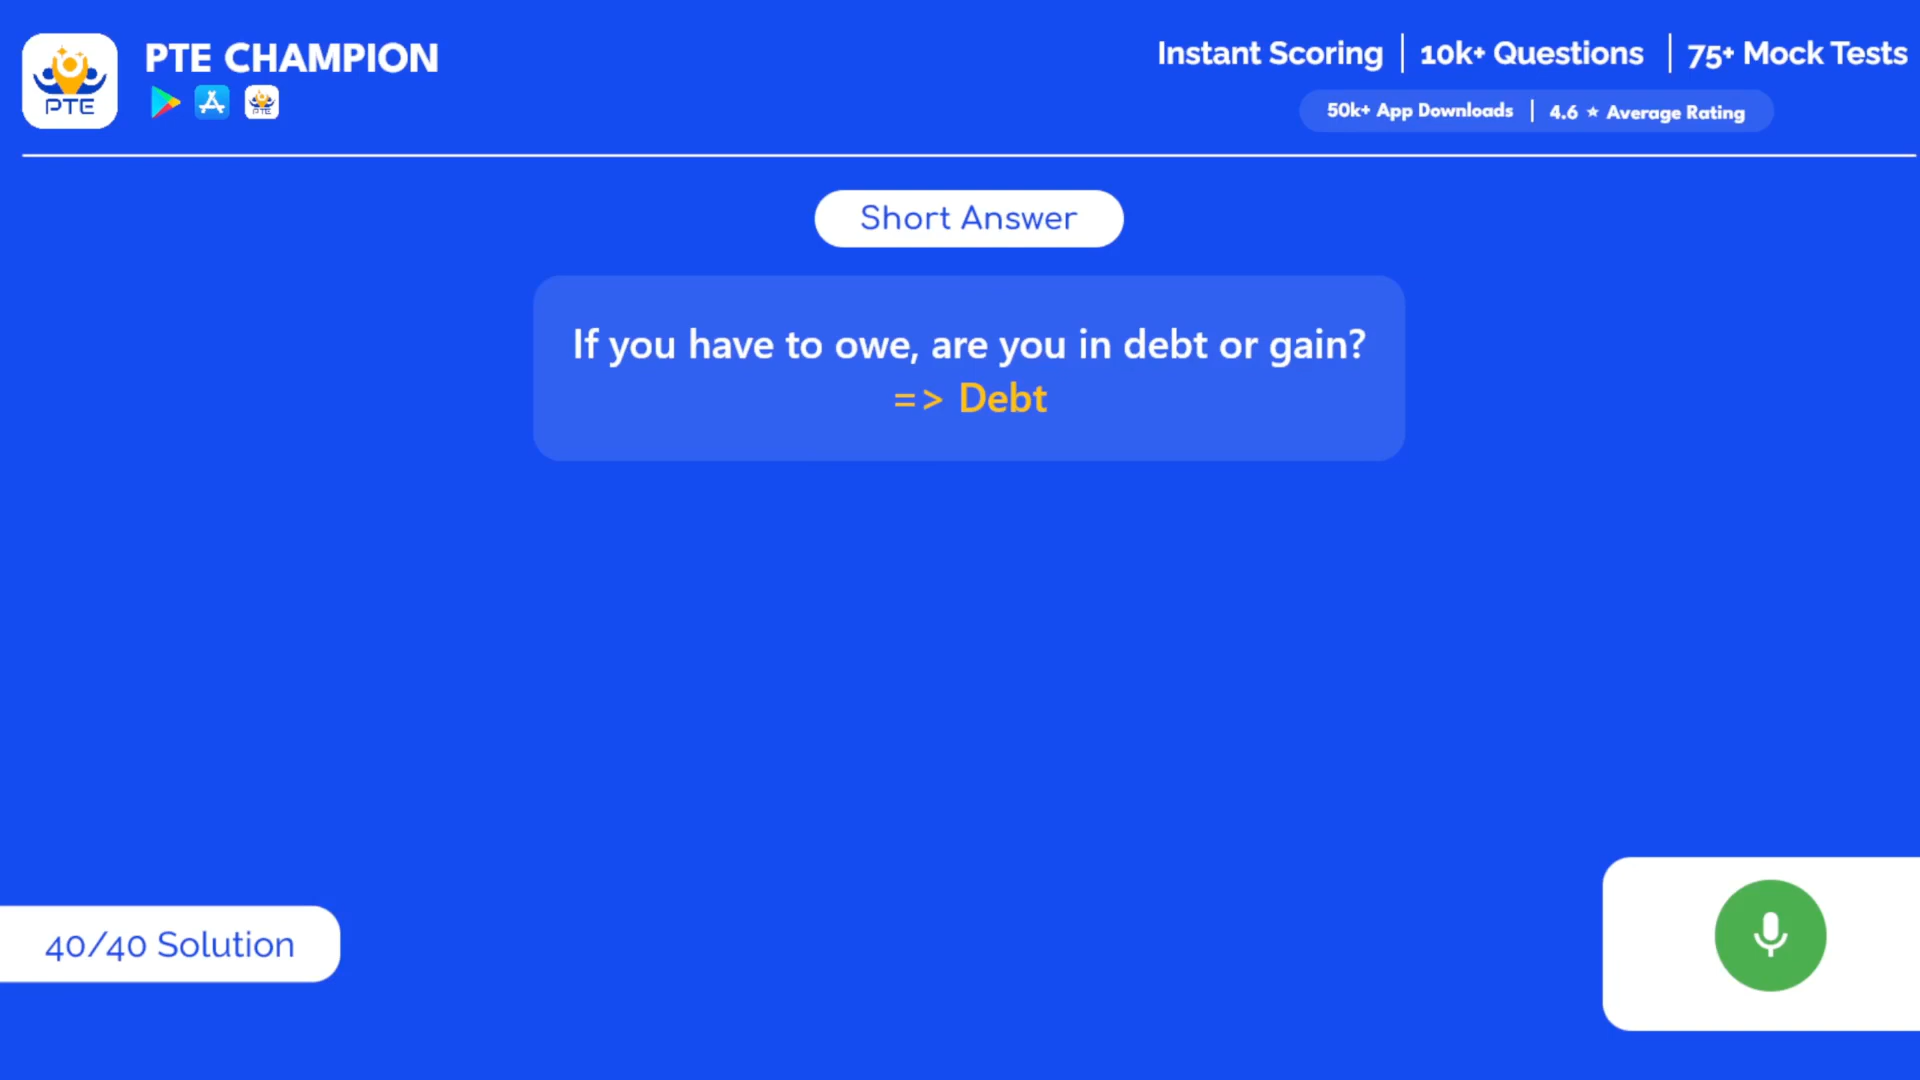 PTE
PTE CHAMPION
PTE
Instant Scoring | 10k+ Questions | 75+ Mock Tests
50k+ App Downloads | 4.6 ★ Average Rating
Short Answer
If you have to owe, are you in debt or gain?
=> Debt
40/40 Solution